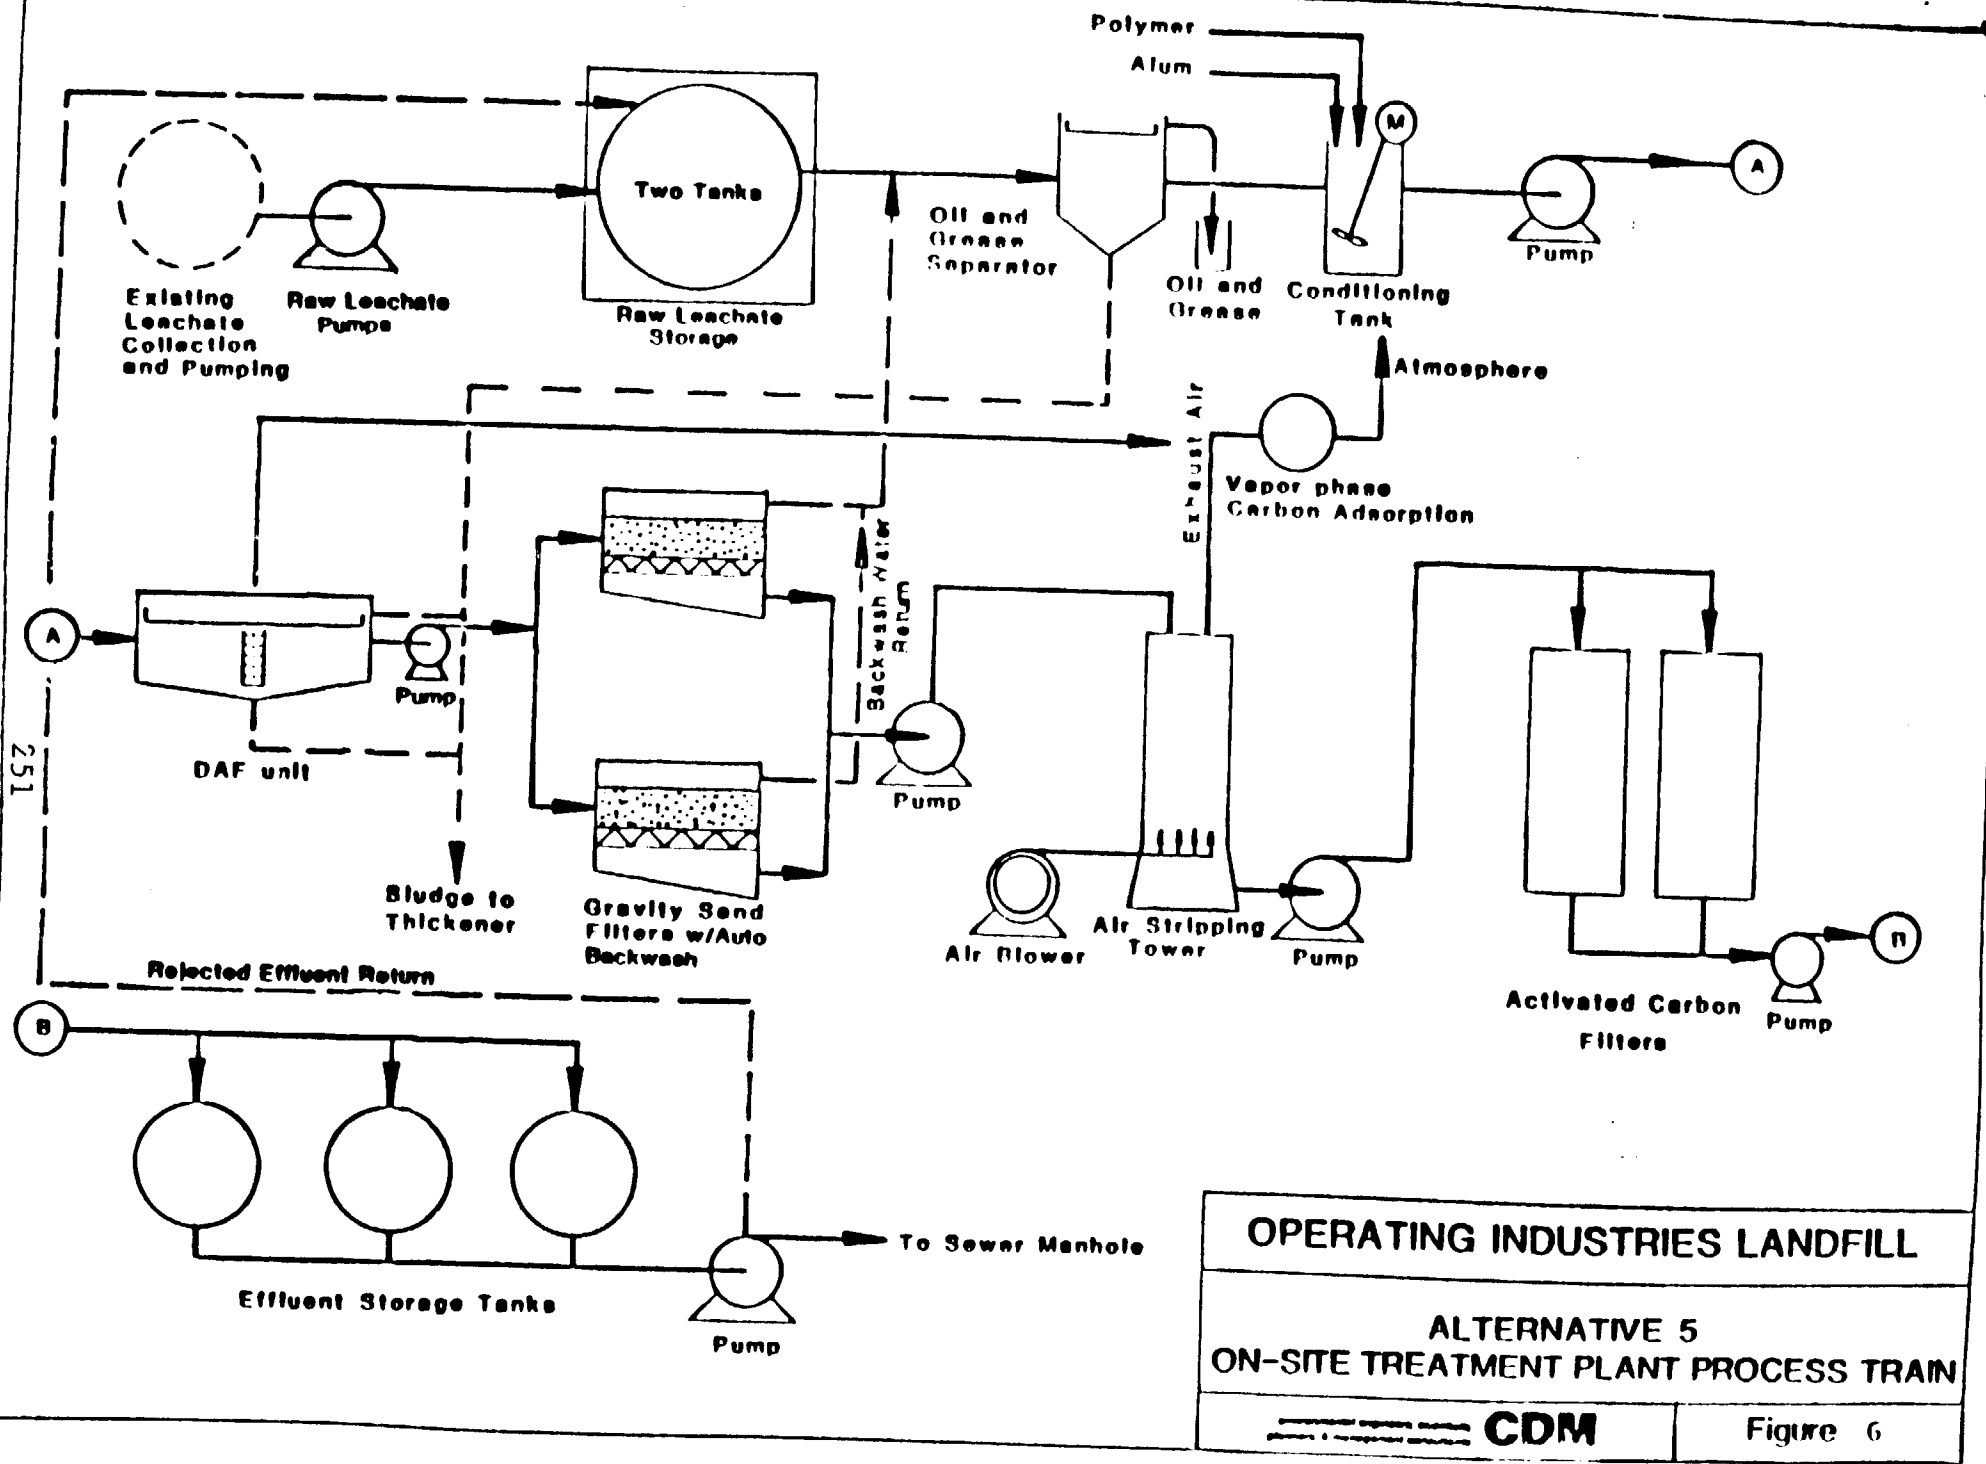 Polymer
Alum
M
A
Two Tanks
Oil and
Grease
Separator
Pump
Existing
Leachate
Collection
and Pumping
Raw Leachate
Pumps
Raw Leachate
Storage
Oil and
Grease
Conditioning
Tank
Atmosphere
Exhaust Air
Vapor phase
Carbon Adsorption
Backwash Water
Return
A
Pump
DAF unit
251
Pump
Sludge to
Thickener
Gravity Sand
Filters w/Auto
Backwash
Air Blower
Air Stripping
Tower
Pump
Activated Carbon
Filters
Pump
B
Rejected Effluent Return
B
To Sewer Manhole
Effluent Storage Tanks
Pump
OPERATING INDUSTRIES LANDFILL
ALTERNATIVE 5
ON-SITE TREATMENT PLANT PROCESS TRAIN
CDM
Figure 6